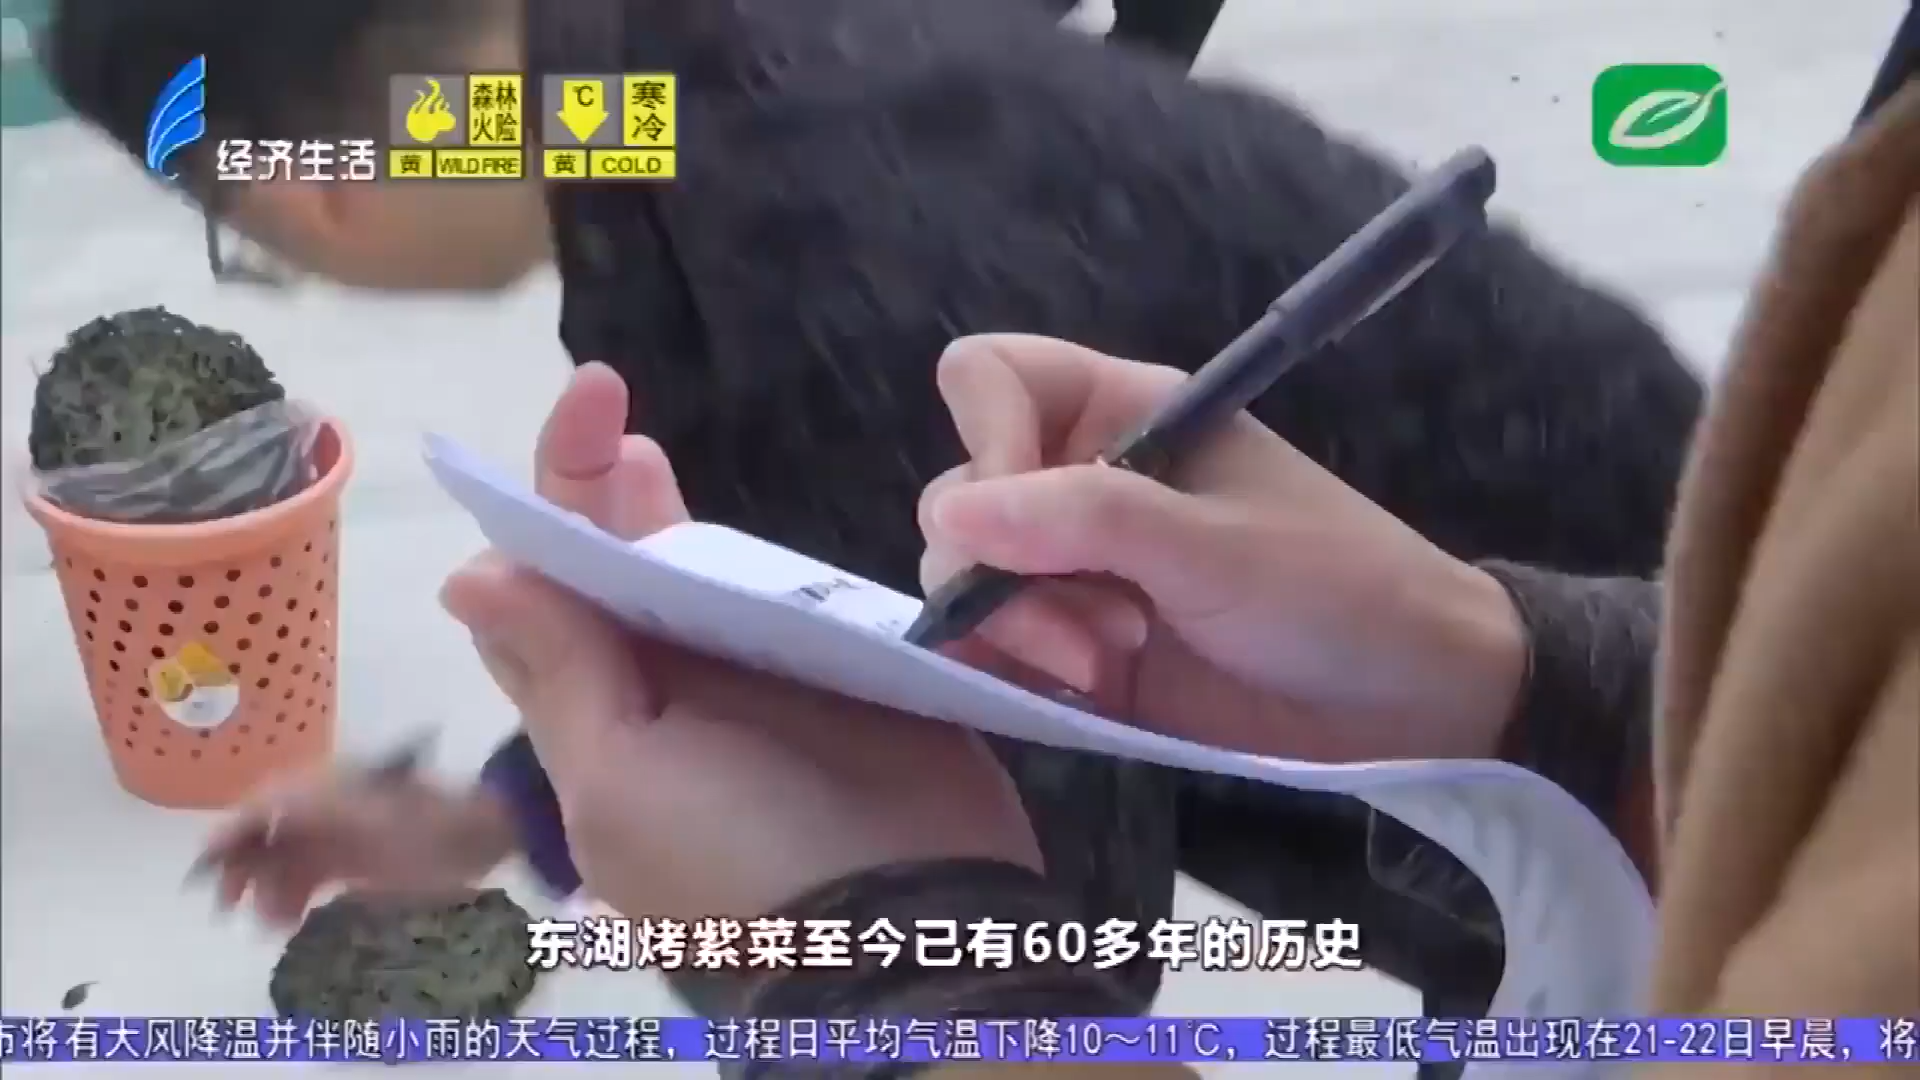 经济生活
森林
火险
黄 WILD FIRE
℃
寒
冷
黄 COLD
东湖烤紫菜至今已有60多年的历史
市将有大风降温并伴随小雨的天气过程，过程日平均气温下降10～11℃，过程最低气温出现在21-22日早晨，将